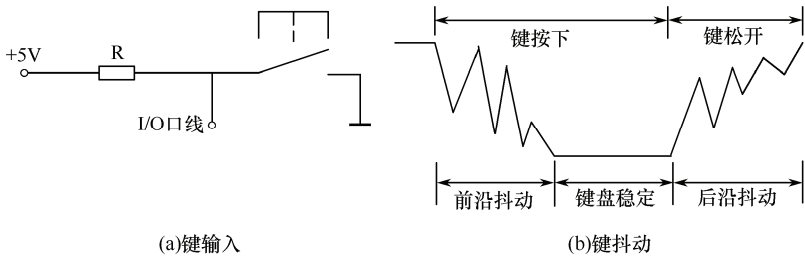 +5V
R
I/O口线
(a)键输入
键按下
键松开
前沿抖动
键盘稳定
后沿抖动
(b)键抖动